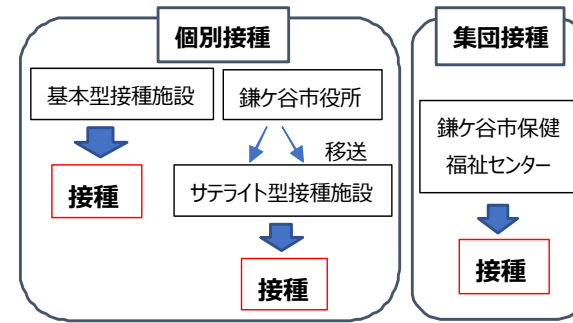 個別接種
基本型接種施設
接種
鎌ケ谷市役所
移送
サテライト型接種施設
接種
集団接種
鎌ケ谷市保健
福祉センター
接種